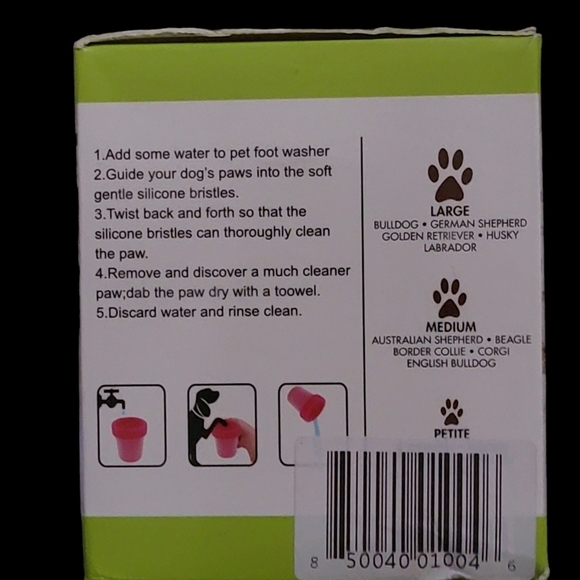 1.Add some water to pet foot washer
2.Guide your dog's paws into the soft
gentle silicone bristles.
3.Twist back and forth so that the
silicone bristles can thoroughly clean
the paw.
4.Remove and discover a much cleaner
paw;dab the paw dry with a toowel.
5.Discard water and rinse clean.
LARGE
BULLDOG • GERMAN SHEPHERD
GOLDEN RETRIEVER • HUSKY
LABRADOR
MEDIUM
AUSTRALIAN SHEPHERD • BEAGLE
BORDER COLLIE • CORGI
ENGLISH BULLDOG
PETITE
8 50040 01004 6